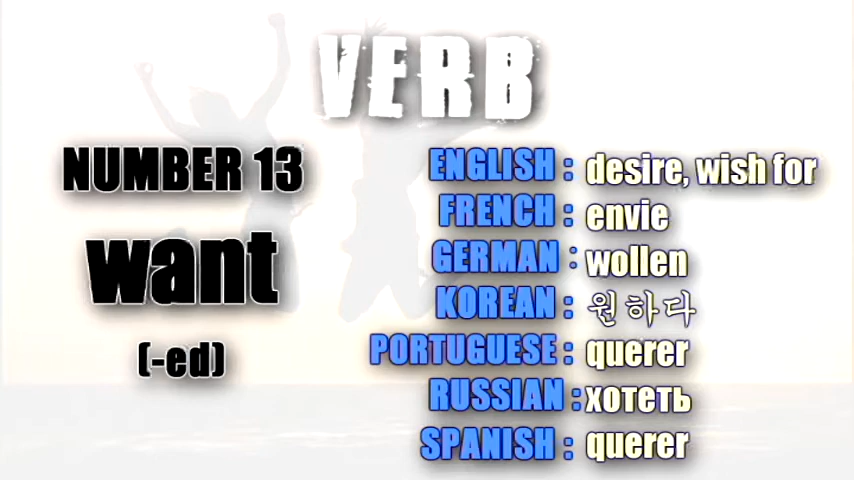 VERB
NUMBER 13
want
(-ed)
ENGLISH : desire, wish for
FRENCH : envie
GERMAN : wollen
KOREAN : 원하다
PORTUGUESE : querer
RUSSIAN : хотеть
SPANISH : querer